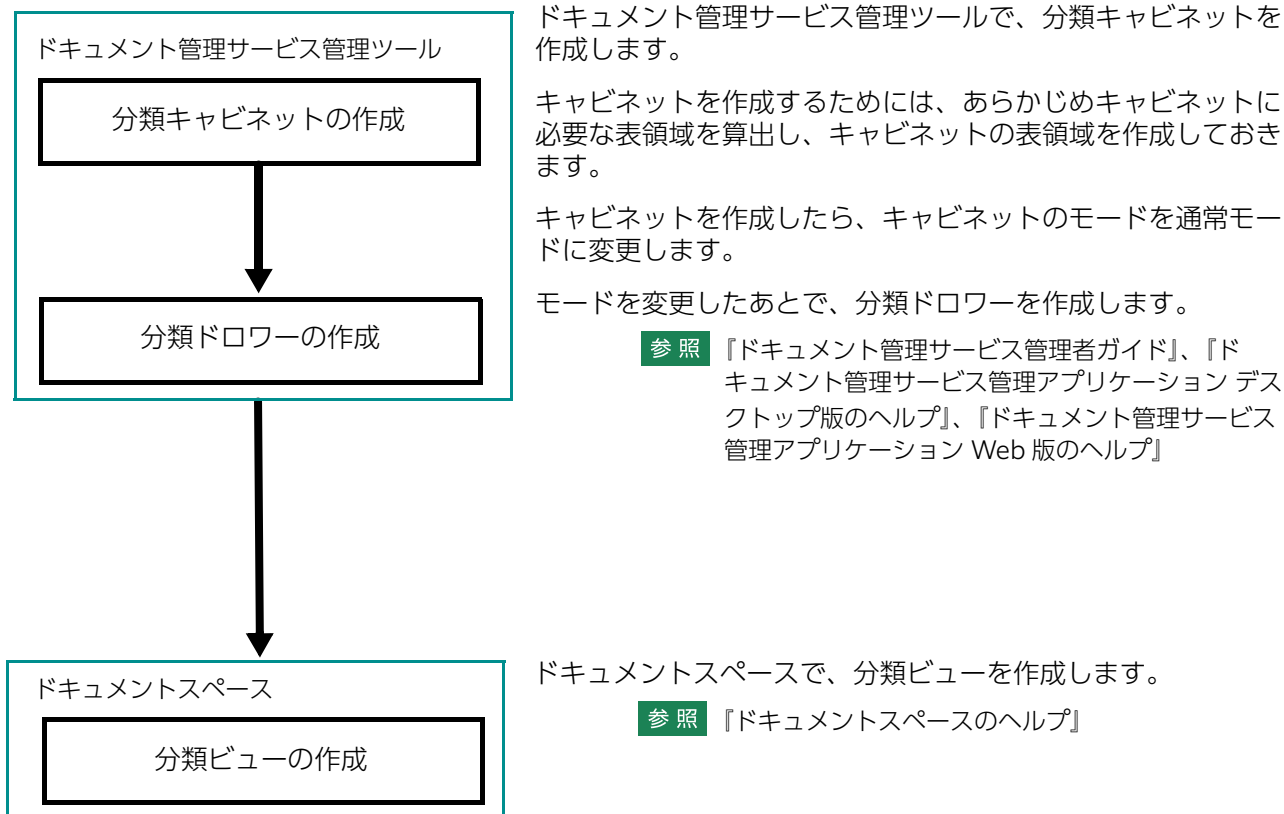 ドキュメント管理サービス管理ツール
分類キャビネットの作成
分類ドロワーの作成
ドキュメント管理サービス管理ツールで、分類キャビネットを
作成します。
キャビネットを作成するためには、あらかじめキャビネットに
必要な表領域を算出し、キャビネットの表領域を作成しておき
ます。
キャビネットを作成したら、キャビネットのモードを通常モー
ドに変更します。
モードを変更したあとで、分類ドロワーを作成します。
参照 『ドキュメント管理サービス管理者ガイド』、『ド
キュメント管理サービス管理アプリケーション デス
クトップ版のヘルプ』、『ドキュメント管理サービス
管理アプリケーション Web 版のヘルプ』
ドキュメントスペース
分類ビューの作成
ドキュメントスペースで、分類ビューを作成します。
参照 『ドキュメントスペースのヘルプ』